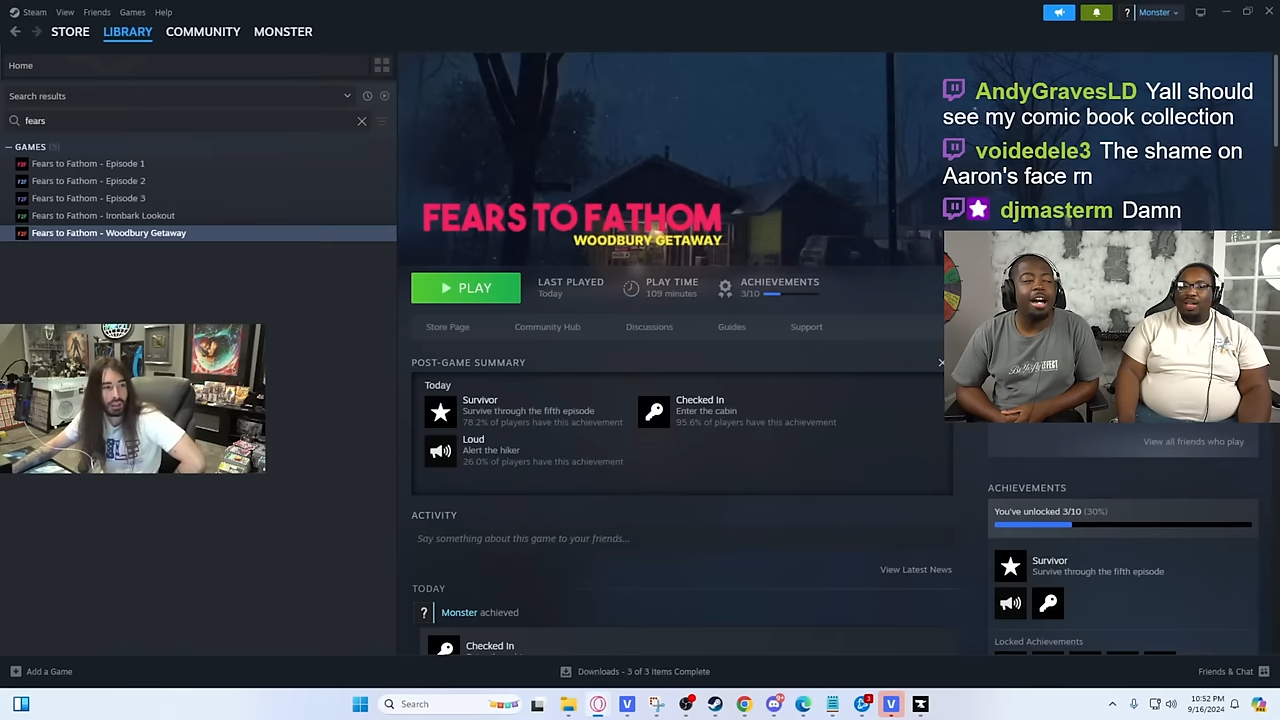 Steam View Friends Games Help
Monster
STORE LIBRARY COMMUNITY MONSTER
Home
Search results
fears
GAMES (5)
Fears to Fathom - Episode 1
Fears to Fathom - Episode 2
Fears to Fathom - Episode 3
Fears to Fathom - Ironbark Lookout
Fears to Fathom - Woodbury Getaway
FEARS TO FATHOM
WOODBURY GETAWAY
PLAY
LAST PLAYED
Today
PLAY TIME
109 minutes
ACHIEVEMENTS
3/10
Store Page Community Hub Discussions Guides Support
POST-GAME SUMMARY
Today
Survivor
Survive through the fifth episode
78.2% of players have this achievement
Checked In
Enter the cabin
95.6% of players have this achievement
Loud
Alert the hiker
26.0% of players have this achievement
ACTIVITY
Say something about this game to your friends...
View Latest News
TODAY
? Monster achieved
Checked In
AndyGravesLD Yall should
see my comic book collection
voidedele3 The shame on
Aaron's face rn
djmasterm Damn
View all friends who play
ACHIEVEMENTS
You've unlocked 3/10 (30%)
Survivor
Survive through the fifth episode
Locked Achievements
Add a Game
Downloads - 3 of 3 Items Complete
Friends & Chat
Search
10:52 PM
9/16/2024